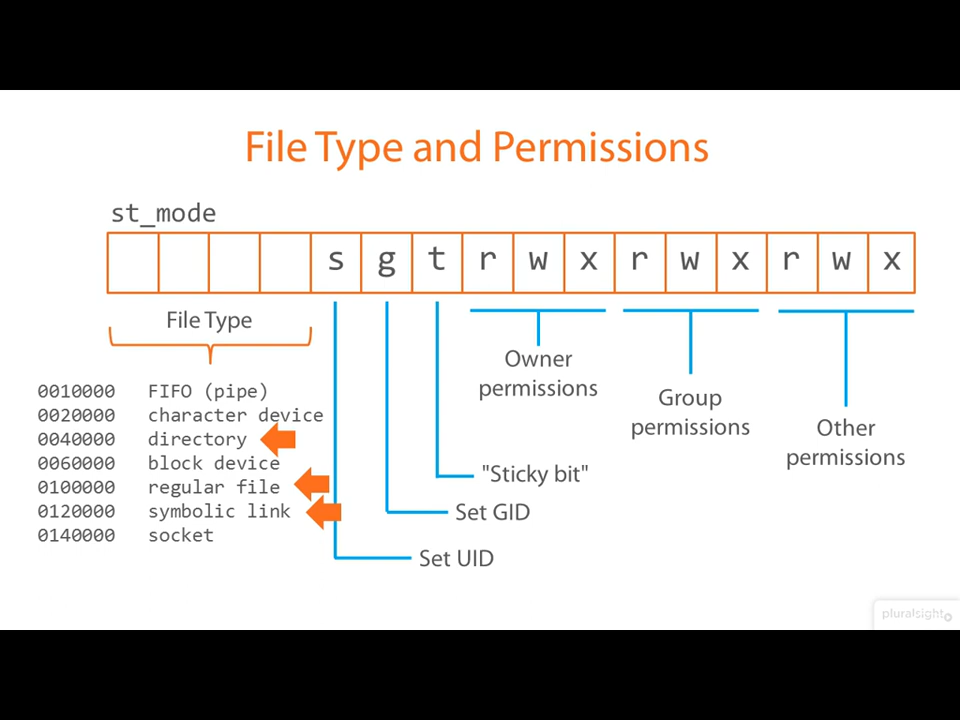 File Type and Permissions
st_mode
s g t r w x r w x r w x
File Type
0010000 FIFO (pipe)
0020000 character device
0040000 directory
0060000 block device
0100000 regular file
0120000 symbolic link
0140000 socket
Owner
permissions
Group
permissions
Other
permissions
"Sticky bit"
Set GID
Set UID
pluralsight